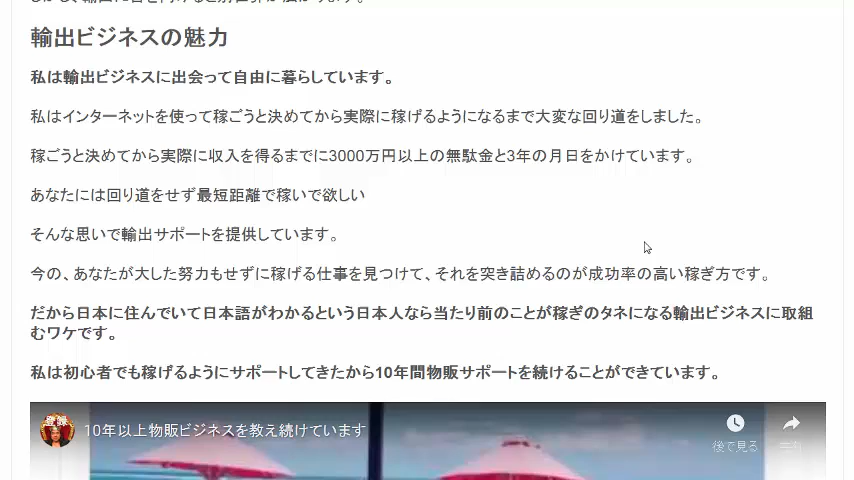 輸出ビジネスの魅力
私は輸出ビジネスに出会って自由に暮らしています。
私はインターネットを使って稼ごうと決めてから実際に稼げるようになるまで大変な回り道をしました。
稼ごうと決めてから実際に収入を得るまでに3000万円以上の無駄金と3年の月日をかけています。
あなたには回り道をせず最短距離で稼いで欲しい
そんな思いで輸出サポートを提供しています。
今の、あなたが大した努力もせずに稼げる仕事を見つけて、それを突き詰めるのが成功率の高い稼ぎ方です。
だから日本に住んでいて日本語がわかるという日本人なら当たり前のことが稼ぎのタネになる輸出ビジネスに取組
むワケです。
私は初心者でも稼げるようにサポートしてきたから10年間物販サポートを続けることができています。
登録
10年以上物販ビジネスを教え続けています
後で見る 共有